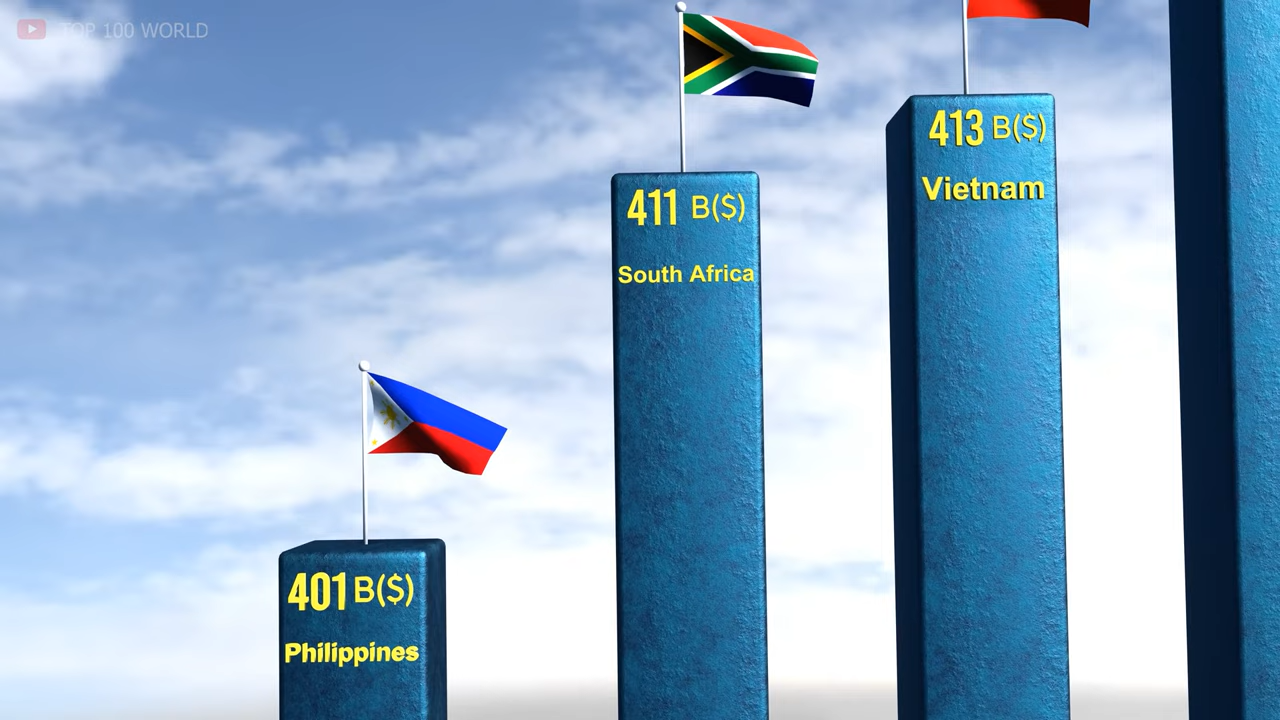 TOP 100 WORLD
413 B($)
Vietnam
411 B($)
South Africa
401 B($)
Philippines